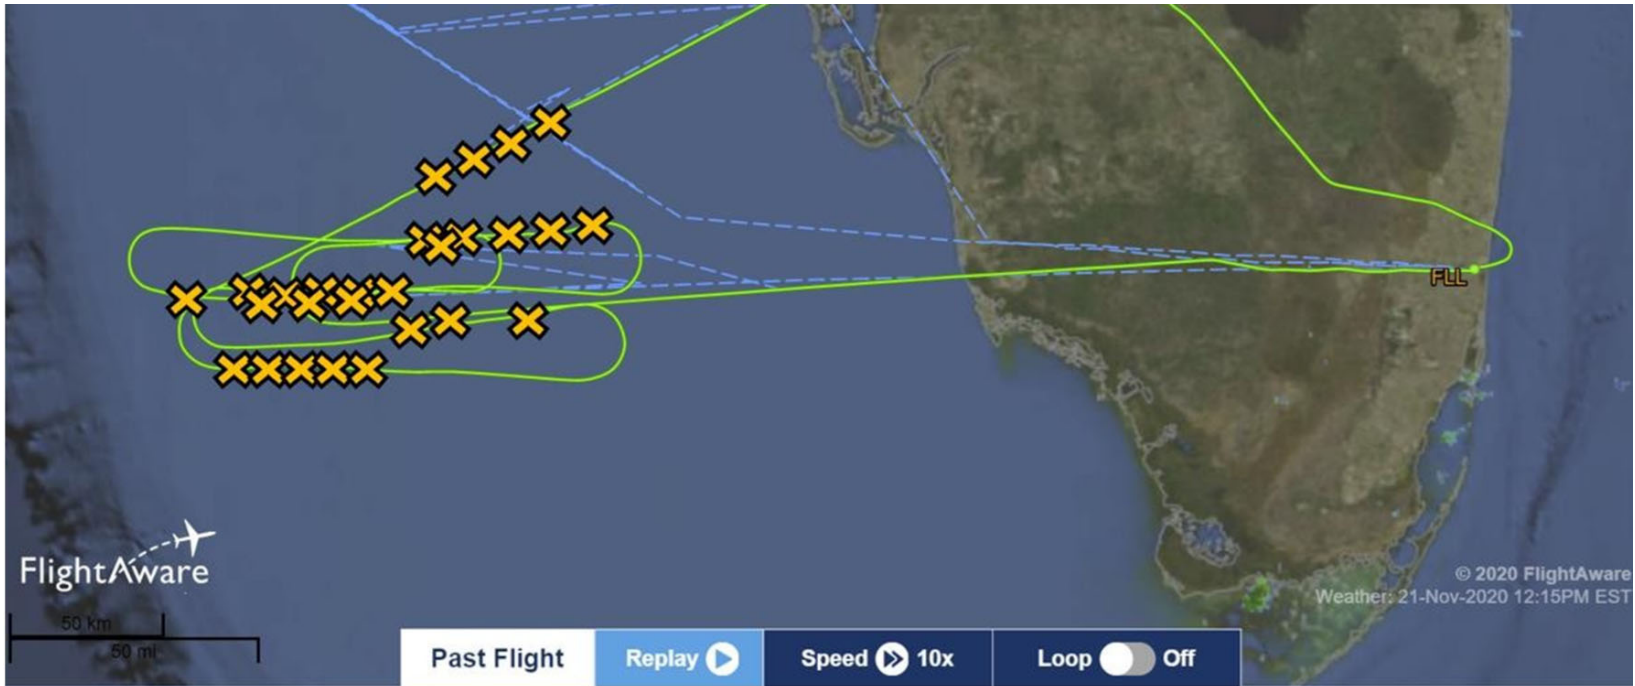 FLL
FlightAware
© 2020 FlightAware
Weather: 21-Nov-2020 12:15PM EST
50 km
50 mi
Past Flight Replay Speed 10x Loop Off